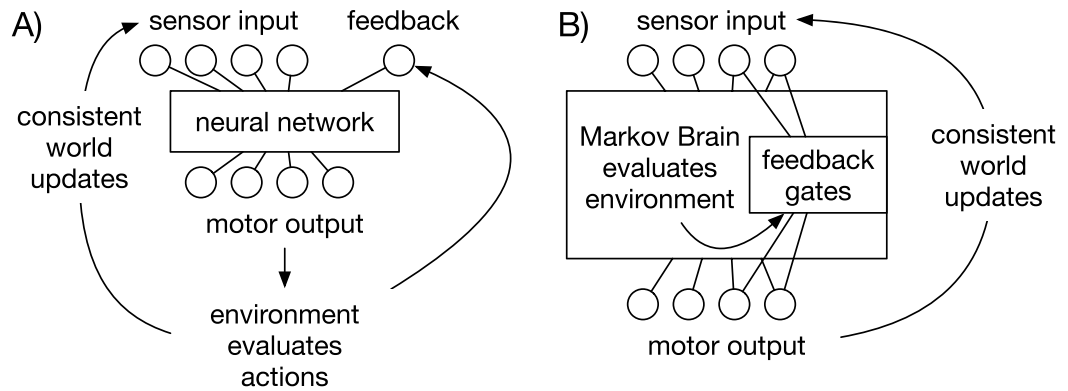 A)
sensor input
feedback
consistent
world
updates
neural network
motor output
environment
evaluates
actions
B)
sensor input
Markov Brain
evaluates
environment
feedback
gates
consistent
world
updates
motor output